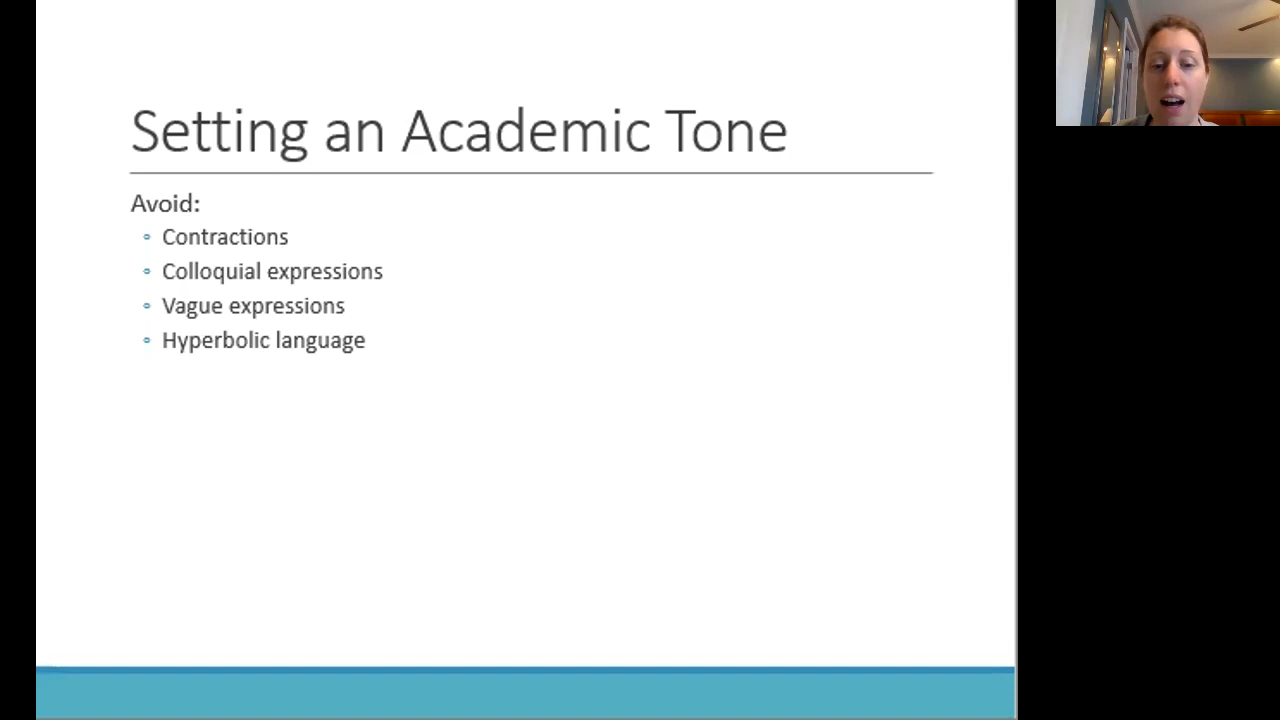 Setting an Academic Tone
Avoid:
Contractions
Colloquial expressions
Vague expressions
Hyperbolic language